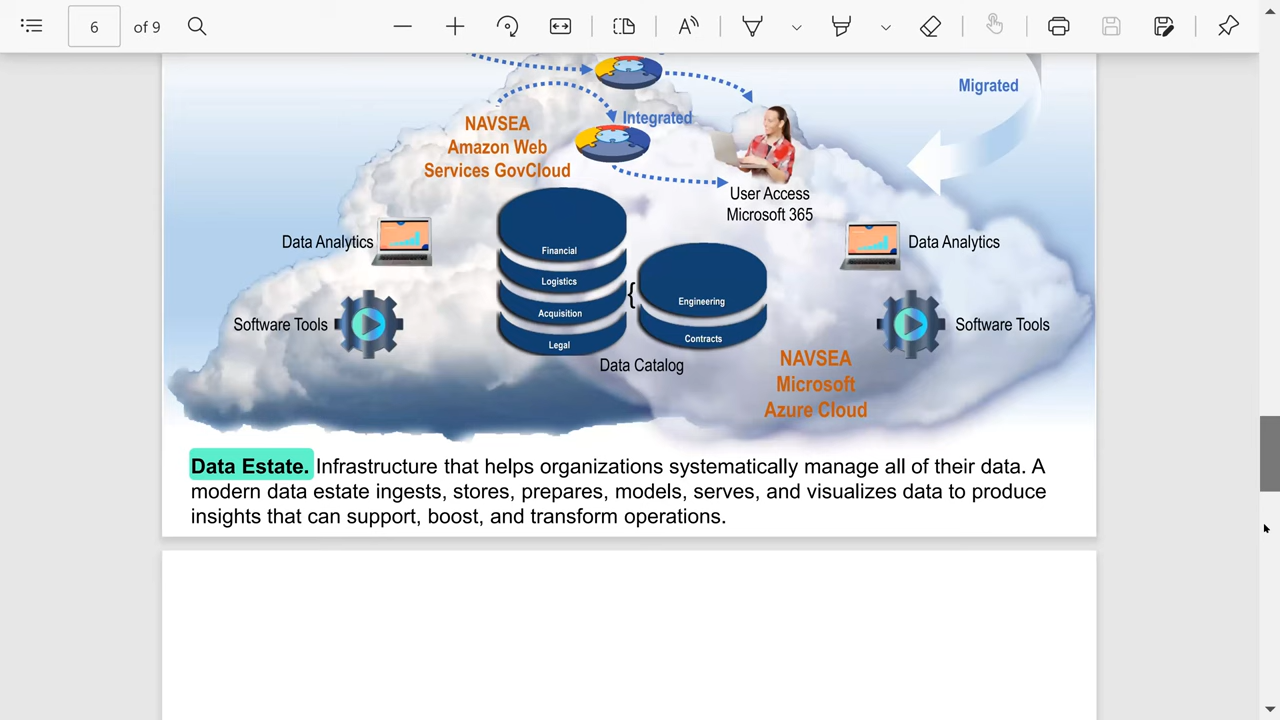 6 of 9
Migrated
Integrated
NAVSEA
Amazon Web
Services GovCloud
User Access
Microsoft 365
Data Analytics
Data Analytics
Financial
Logistics
Acquisition
Legal
{
Engineering
Contracts
Software Tools
Software Tools
Data Catalog
NAVSEA
Microsoft
Azure Cloud
Data Estate. Infrastructure that helps organizations systematically manage all of their data. A
modern data estate ingests, stores, prepares, models, serves, and visualizes data to produce
insights that can support, boost, and transform operations.